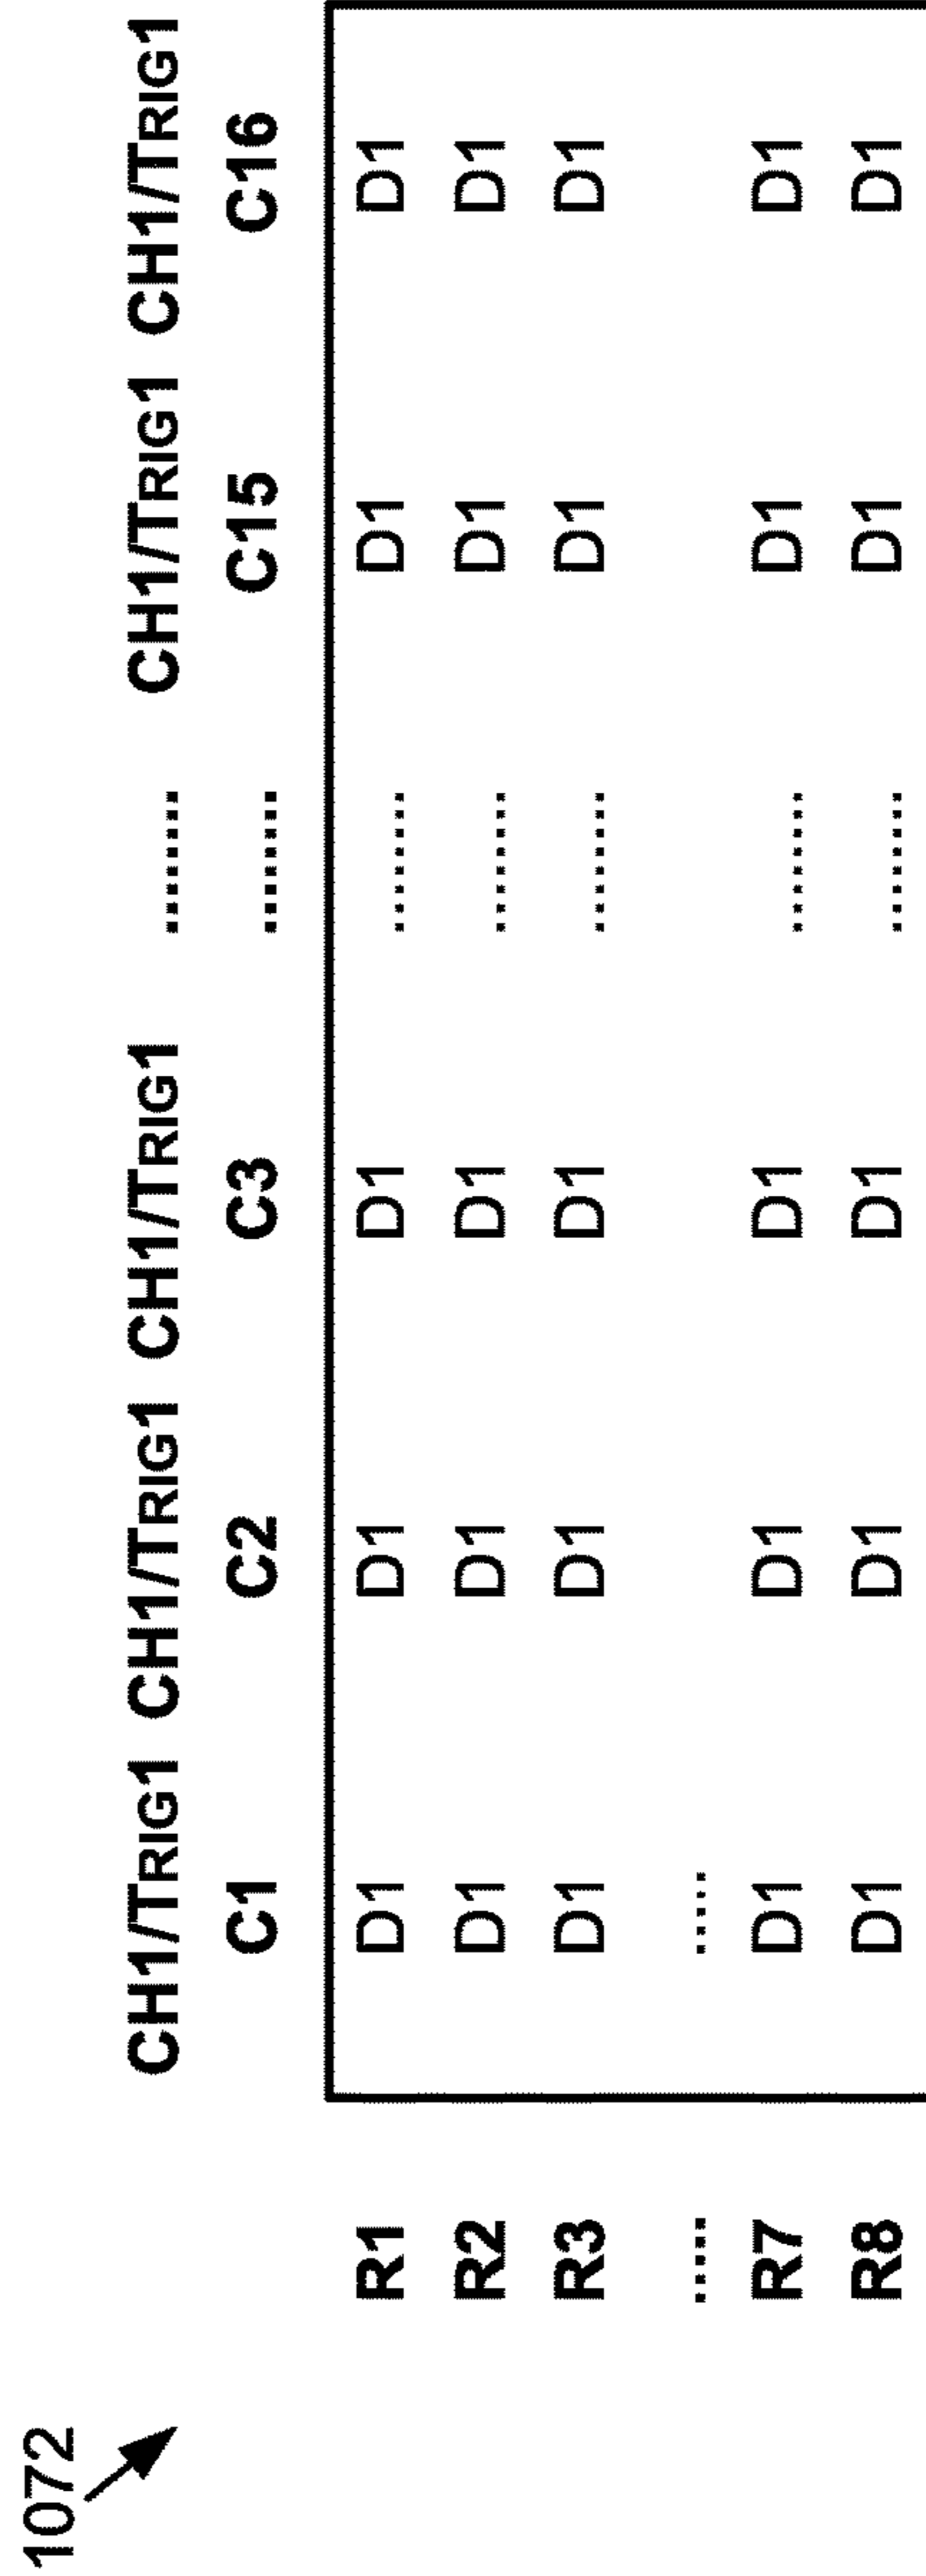 1072
CH1/TRIG1 CH1/TRIG1 CH1/TRIG1 ........ CH1/TRIG1 CH1/TRIG1
C1 C2 C3 ........ C15 C16
R1 D1 D1 D1 ........ D1 D1
R2 D1 D1 D1 ........ D1 D1
R3 D1 D1 D1 ........ D1 D1
..... .....
R7 D1 D1 D1 ........ D1 D1
R8 D1 D1 D1 ........ D1 D1